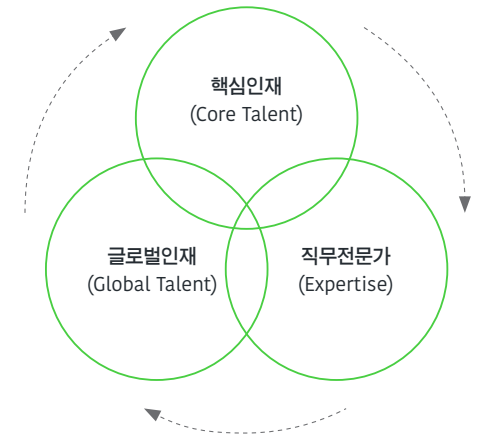 핵심인재
(Core Talent)
글로벌인재
(Global Talent)
직무전문가
(Expertise)